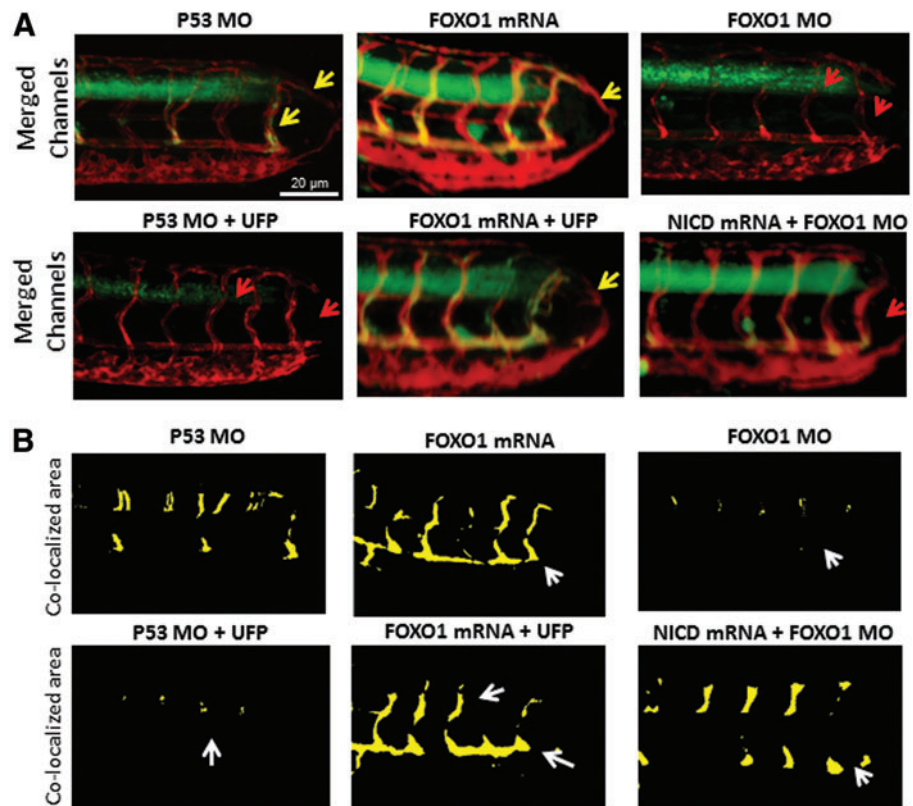 A
P53 MO
FOXO1 mRNA
FOXO1 MO
Merged Channels
20 µm
P53 MO + UFP
FOXO1 mRNA + UFP
NICD mRNA + FOXO1 MO
Merged Channels
B
P53 MO
FOXO1 mRNA
FOXO1 MO
Co-localized area
P53 MO + UFP
FOXO1 mRNA + UFP
NICD mRNA + FOXO1 MO
Co-localized area